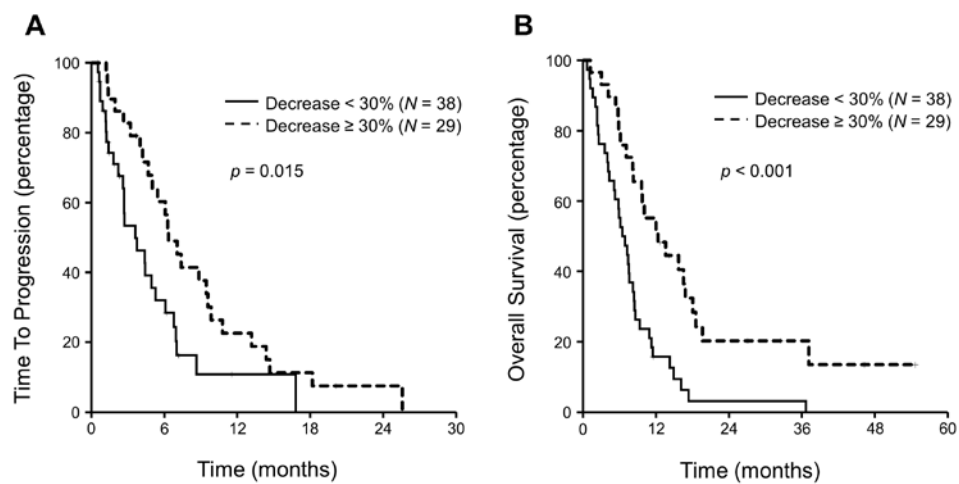 A
Time To Progression (percentage)
100
80
60
40
20
0
Decrease < 30% (N = 38)
Decrease ≥ 30% (N = 29)
p = 0.015
0 6 12 18 24 30
Time (months)
B
Overall Survival (percentage)
100
80
60
40
20
0
Decrease < 30% (N = 38)
Decrease ≥ 30% (N = 29)
p < 0.001
0 12 24 36 48 60
Time (months)